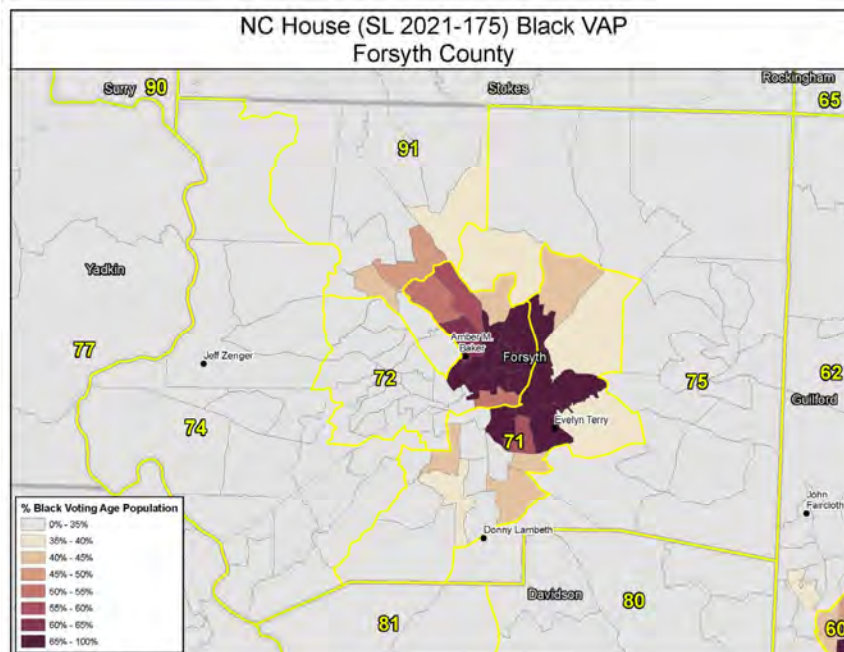 NC House (SL 2021-175) Black VAP
Forsyth County
Surry
90
Stokes
Rockingham
65
91
Yadkin
Amber M.
Baker
Forsyth
77
Jeff Zenger
72
75
62
Guilford
74
71
Evelyn Terry
John
Faircloth
Donny Lambeth
Davidson
80
81
60
% Black Voting Age Population
0% - 35%
35% - 40%
40% - 45%
45% - 50%
50% - 55%
55% - 60%
60% - 65%
65% - 100%